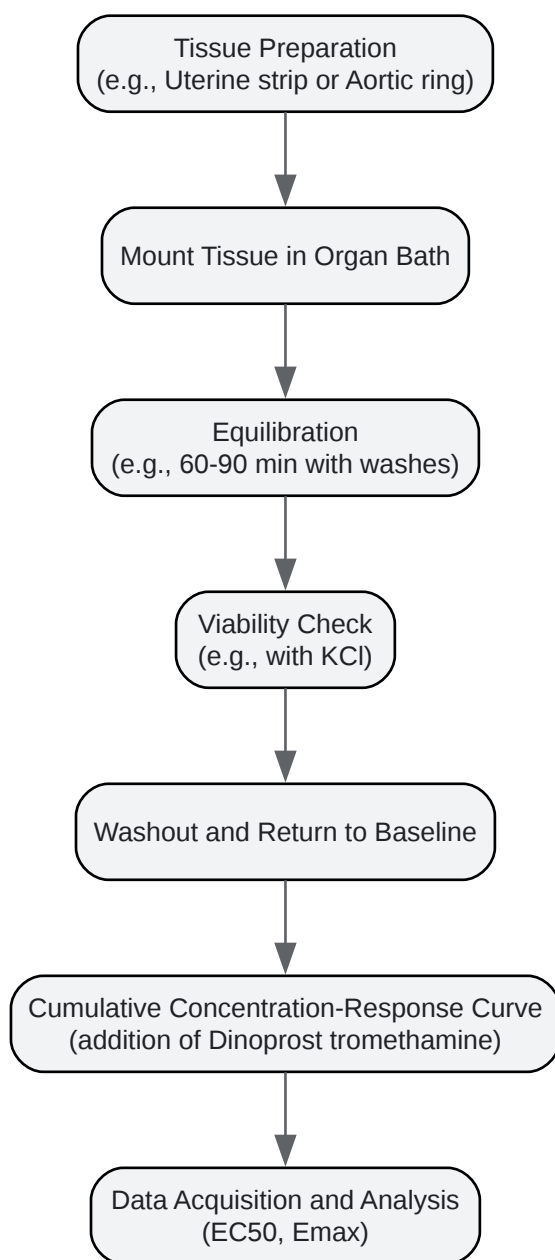 Tissue Preparation
(e.g., Uterine strip or Aortic ring)
Mount Tissue in Organ Bath
Equilibration
(e.g., 60-90 min with washes)
Viability Check
(e.g., with KCl)
Washout and Return to Baseline
Cumulative Concentration-Response Curve
(addition of Dinoprost tromethamine)
Data Acquisition and Analysis
(EC50, Emax)